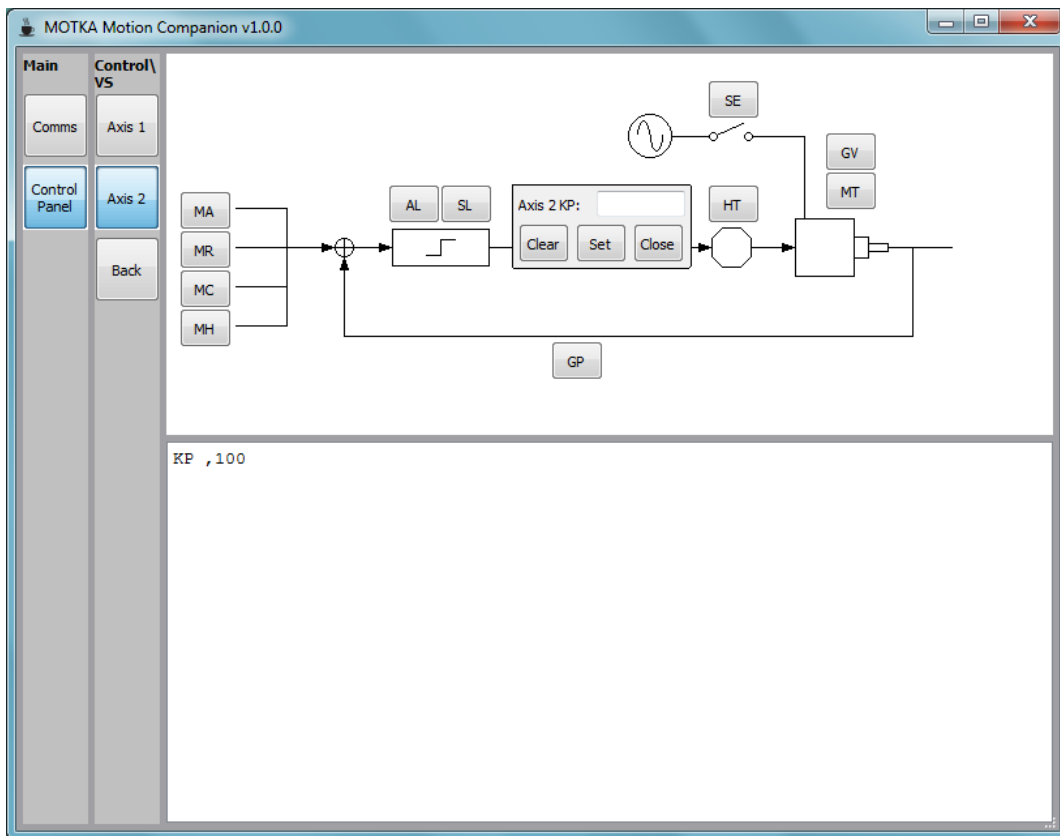 MOTKA Motion Companion v1.0.0
Main
Comms
Control
Panel
Control\
VS
Axis 1
Axis 2
Back
SE
GV
MT
MA
MR
MC
MH
AL
SL
Axis 2 KP:
Clear
Set
Close
HT
GP
KP ,100